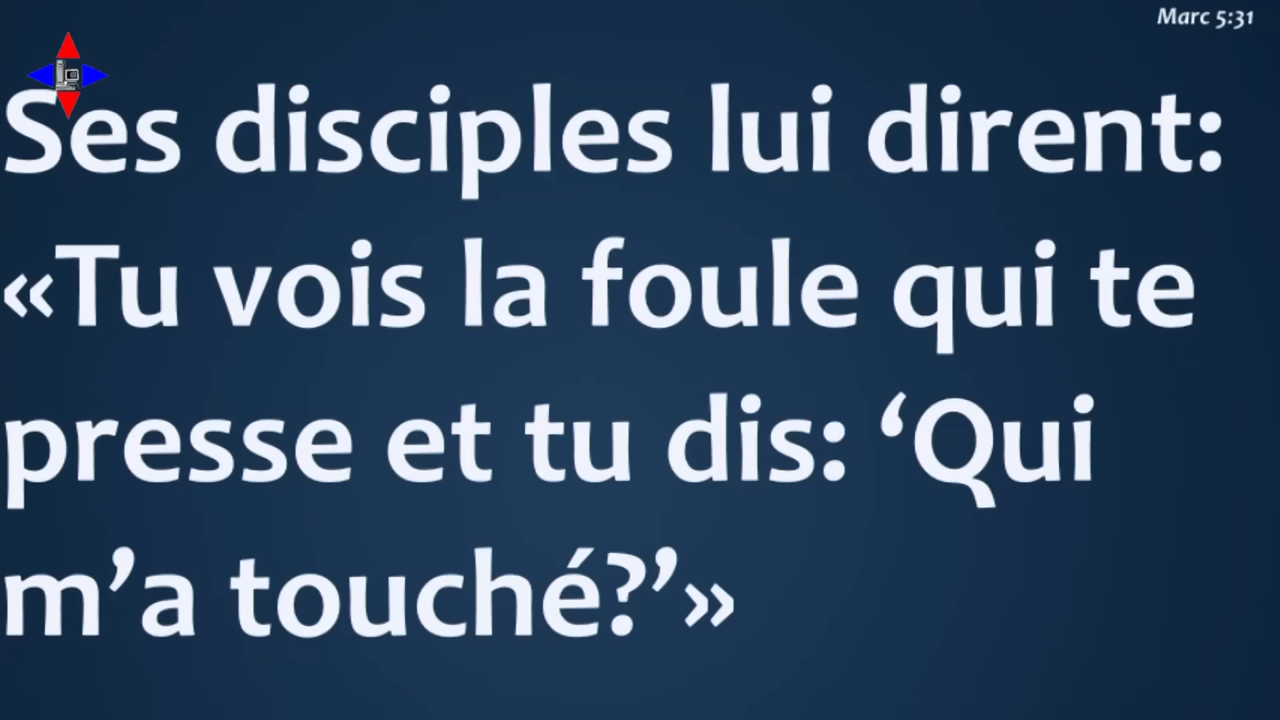 Marc 5:31
Ses disciples lui dirent:
«Tu vois la foule qui te
presse et tu dis: ‘Qui
m’a touché?’»